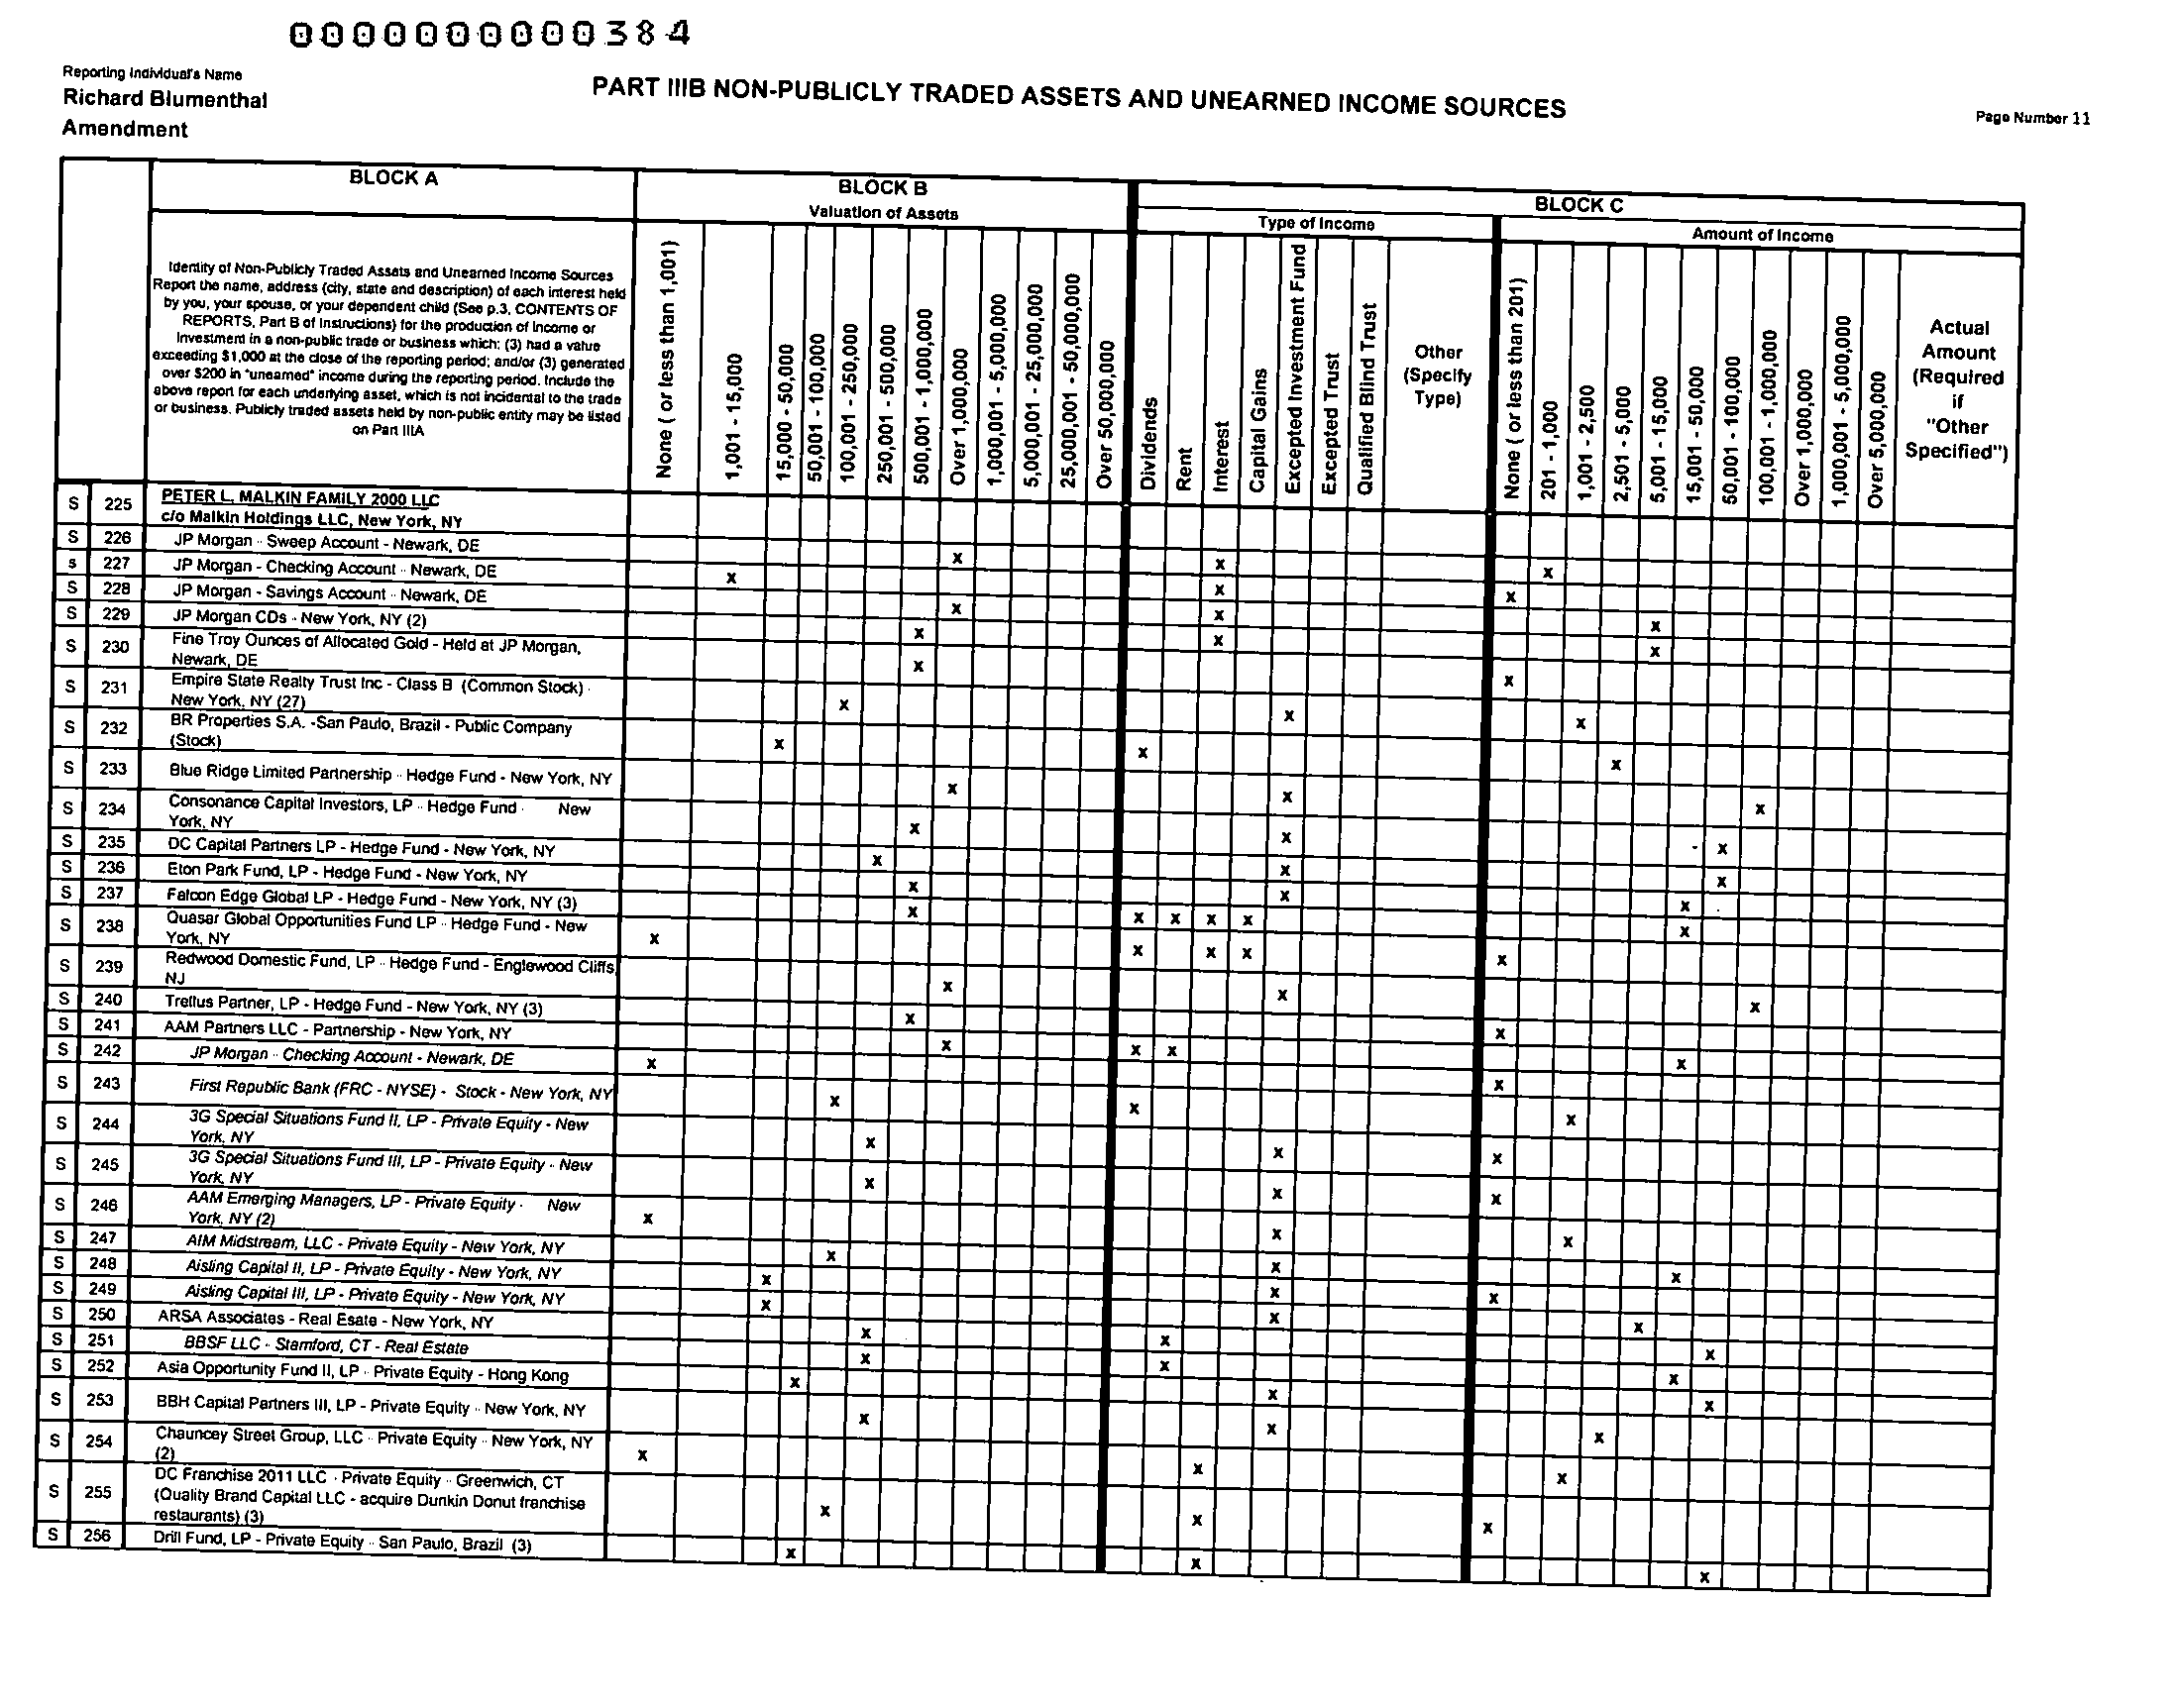 0000000000384
Reporting Individual's Name
Richard Blumenthal
Amendment
PART IIIB NON-PUBLICLY TRADED ASSETS AND UNEARNED INCOME SOURCES
Page Number 11
BLOCK A
BLOCK B
Valuation of Assets
BLOCK C
Type of Income
Amount of Income
Identity of Non-Publicly Traded Assets and Unearned Income Sources
Report the name, address (city, state and description) of each interest held
by you, your spouse, or your dependent child (See p.3, CONTENTS OF
REPORTS, Part B of Instructions) for the production of Income or
Investment in a non-public trade or business which: (3) had a value
exceeding $1,000 at the close of the reporting period; and/or (3) generated
over $200 in "unearned" income during the reporting period. Include the
above report for each underlying asset, which is not incidental to the trade
or business. Publicly traded assets held by non-public entity may be listed
on Part IIIA
None ( or less than 1,001)
1,001 - 15,000
15,000 - 50,000
50,001 - 100,000
100,001 - 250,000
250,001 - 500,000
500,001 - 1,000,000
Over 1,000,000
1,000,001 - 5,000,000
5,000,001 - 25,000,000
25,000,001 - 50,000,000
Over 50,000,000
Dividends
Rent
Interest
Capital Gains
Excepted Investment Fund
Excepted Trust
Qualified Blind Trust
Other
(Specify
Type)
None ( or less than 201)
201 - 1,000
1,001 - 2,500
2,501 - 5,000
5,001 - 15,000
15,001 - 50,000
50,001 - 100,000
100,001 - 1,000,000
Over 1,000,000
1,000,001 - 5,000,000
Over 5,000,000
Actual
Amount
(Required
if
"Other
Specified")
S 225 PETER L. MALKIN FAMILY 2000 LLC
c/o Malkin Holdings LLC, New York, NY
S 226 JP Morgan - Sweep Account - Newark, DE x x x
s 227 JP Morgan - Checking Account - Newark, DE x x x
S 228 JP Morgan - Savings Account - Newark, DE x x x
S 229 JP Morgan CDs - New York, NY (2) x x x
S 230 Fine Troy Ounces of Allocated Gold - Held at JP Morgan,
Newark, DE x x
S 231 Empire State Realty Trust Inc - Class B (Common Stock) -
New York, NY (27) x x x
S 232 BR Properties S.A. -San Paulo, Brazil - Public Company
(Stock) x x x
S 233 Blue Ridge Limited Partnership - Hedge Fund - New York, NY x x x
S 234 Consonance Capital Investors, LP - Hedge Fund - New
York, NY x x x
S 235 DC Capital Partners LP - Hedge Fund - New York, NY x x x
S 236 Eton Park Fund, LP - Hedge Fund - New York, NY x x x
S 237 Falcon Edge Global LP - Hedge Fund - New York, NY (3) x x x x x x
S 238 Quasar Global Opportunities Fund LP - Hedge Fund - New
York, NY x x x x x
S 239 Redwood Domestic Fund, LP - Hedge Fund - Englewood Cliffs,
NJ x x x
S 240 Trellus Partner, LP - Hedge Fund - New York, NY (3) x x
S 241 AAM Partners LLC - Partnership - New York, NY x x x x
S 242 JP Morgan - Checking Account - Newark, DE x x
S 243 First Republic Bank (FRC - NYSE) - Stock - New York, NY x x x
S 244 3G Special Situations Fund II, LP - Private Equity - New
York, NY x x x
S 245 3G Special Situations Fund III, LP - Private Equity - New
York, NY x x x
S 246 AAM Emerging Managers, LP - Private Equity - New
York, NY (2) x x x
S 247 AIM Midstream, LLC - Private Equity - New York, NY x x x
S 248 Aisling Capital II, LP - Private Equity - New York, NY x x x
S 249 Aisling Capital III, LP - Private Equity - New York, NY x x x
S 250 ARSA Associates - Real Esate - New York, NY x x x
S 251 BBSF LLC - Stamford, CT - Real Estate x x x
S 252 Asia Opportunity Fund II, LP - Private Equity - Hong Kong x x x
S 253 BBH Capital Partners III, LP - Private Equity - New York, NY x x x
S 254 Chauncey Street Group, LLC - Private Equity - New York, NY
(2) x x x
S 255 DC Franchise 2011 LLC - Private Equity - Greenwich, CT
(Quality Brand Capital LLC - acquire Dunkin Donut franchise
restaurants) (3) x x x
S 256 Drill Fund, LP - Private Equity - San Paulo, Brazil (3) x x x